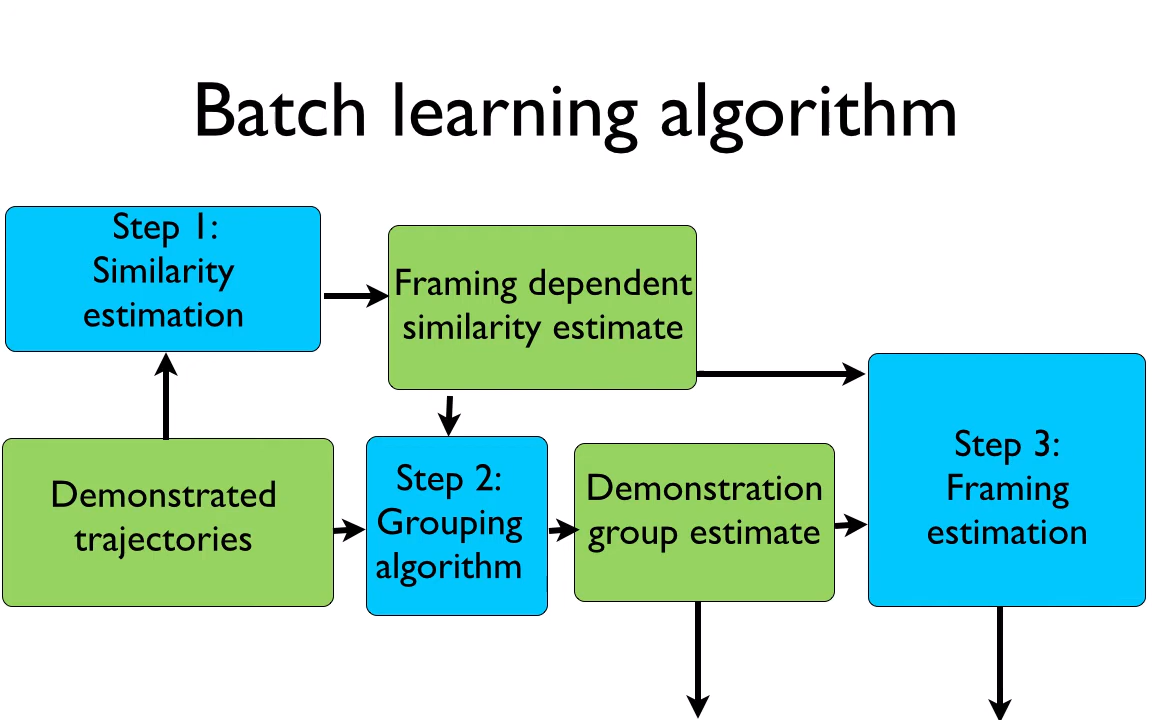 Batch learning algorithm
Step 1:
Similarity
estimation
Framing dependent
similarity estimate
Demonstrated
trajectories
Step 2:
Grouping
algorithm
Demonstration
group estimate
Step 3:
Framing
estimation